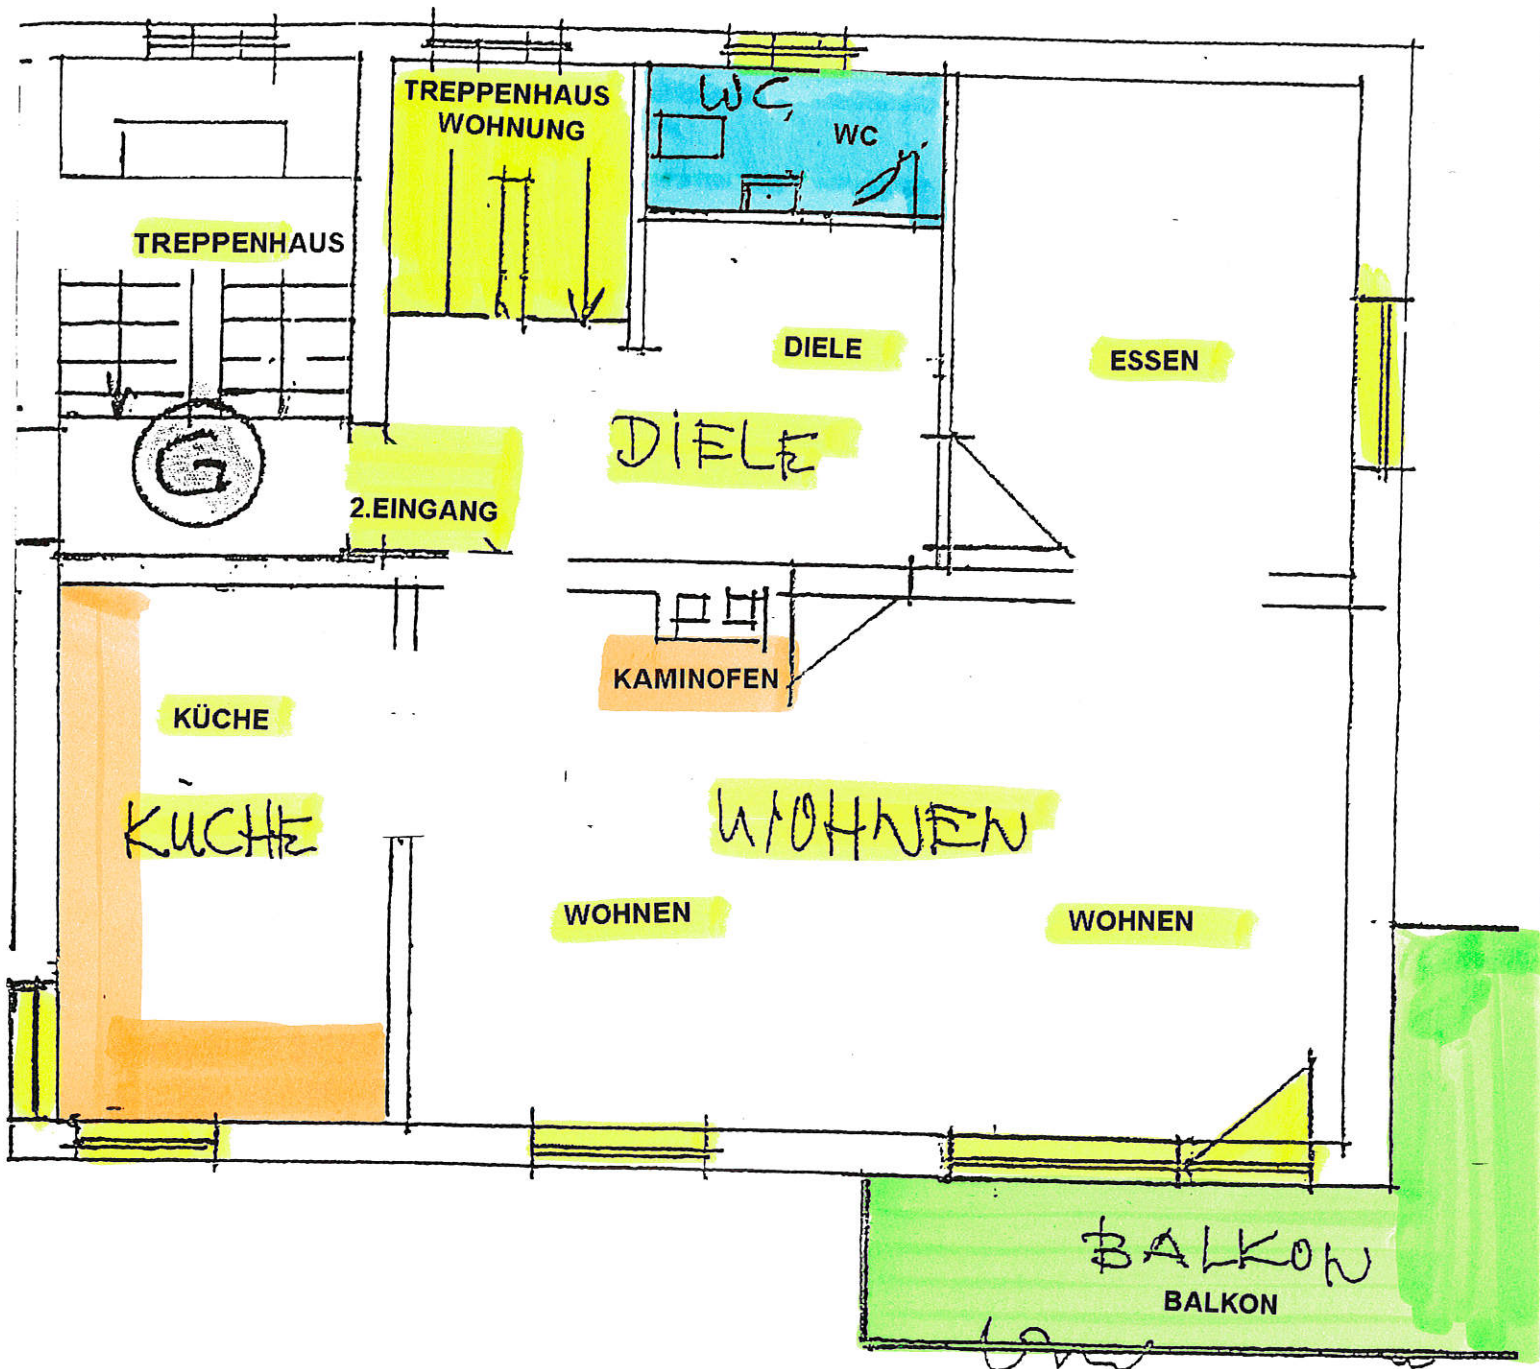 TREPPENHAUS
WOHNUNG
WC
WC
TREPPENHAUS
DIELE
ESSEN
DIELE
G
2.EINGANG
KAMINOFEN
KÜCHE
KÜCHE
WOHNEN
WOHNEN
WOHNEN
BALKON
BALKON